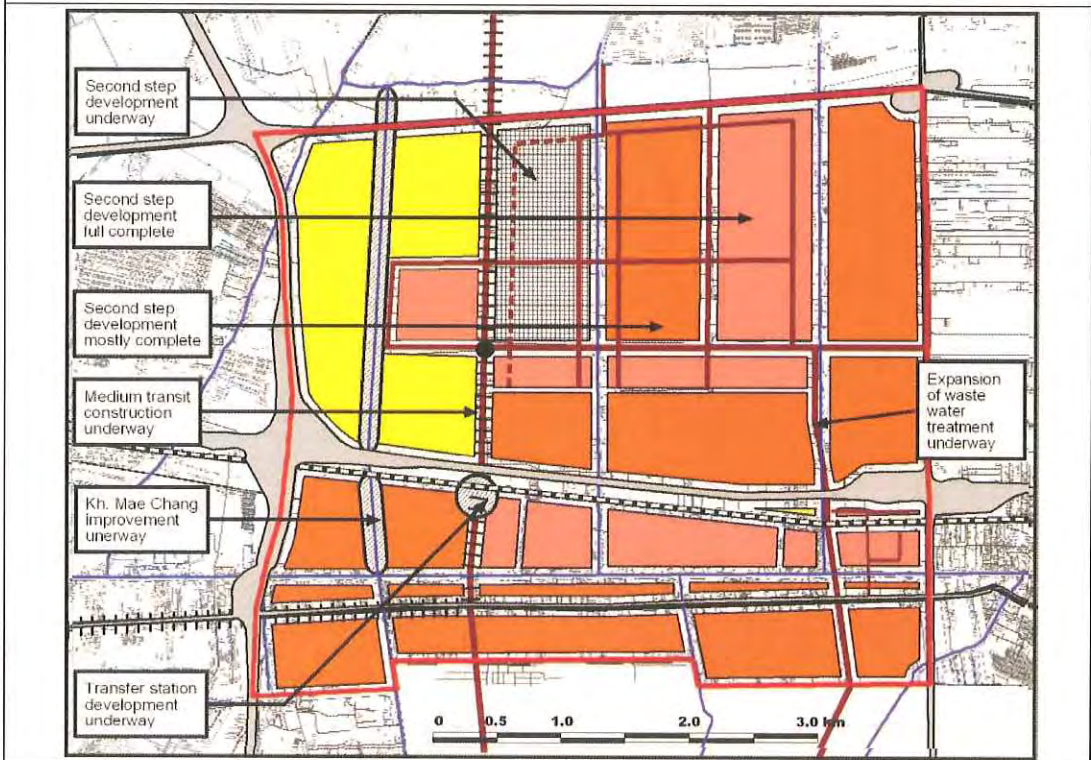 Second step
development
underway
Second step
development
full complete
Second step
development
mostly complete
Medium transit
construction
underway
Kh. Mae Chang
improvement
unerway
Transfer station
development
underway
Expansion
of waste
water
treatment
underway
0 0.5 1.0 2.0 3.0 km